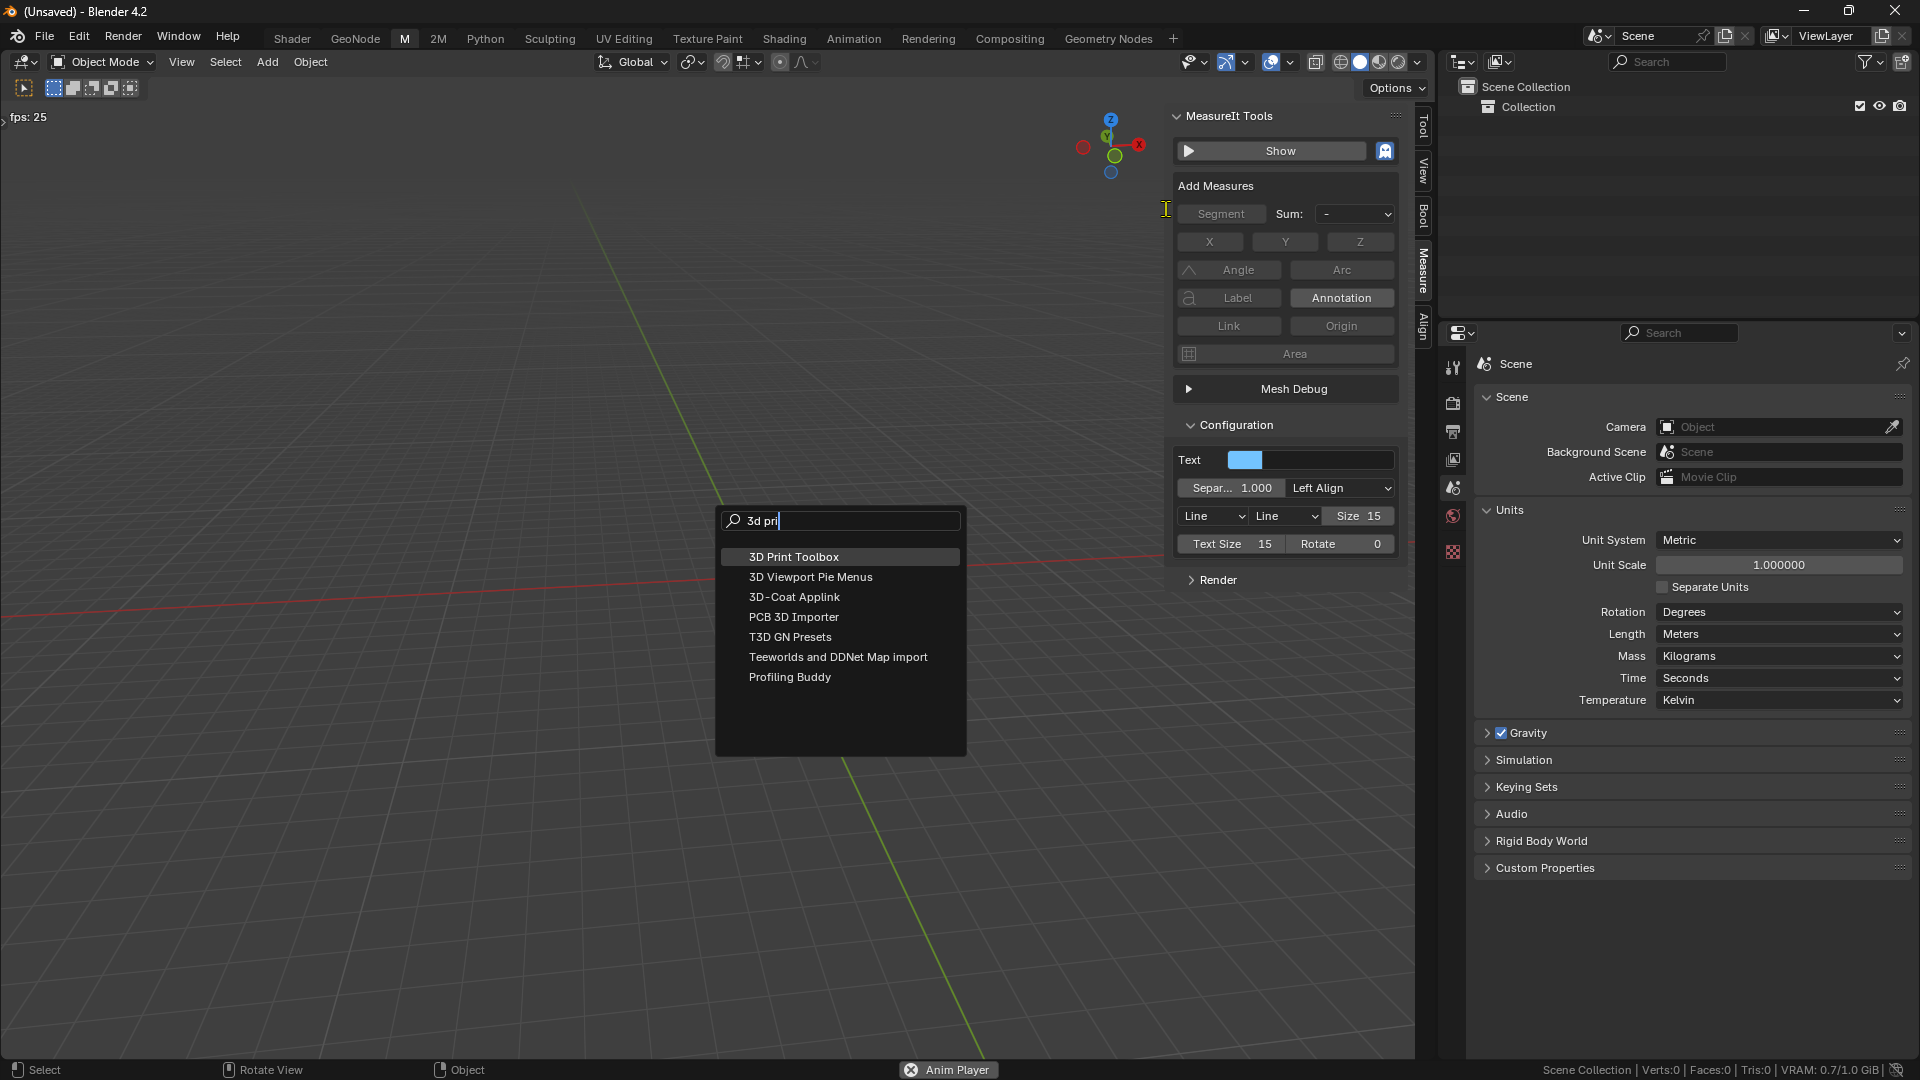 (Unsaved) - Blender 4.2
File Edit Render Window Help
Shader GeoNode M 2M Python Sculpting UV Editing Texture Paint Shading Animation Rendering Compositing Geometry Nodes +
Scene
ViewLayer
Object Mode View Select Add Object
Global
Options
fps: 25
Z
Y
X
MeasureIt Tools
Show
Add Measures
Segment Sum: -
X Y Z
Angle Arc
a Label Annotation
Link Origin
Area
Mesh Debug
Configuration
Text
Separ... 1.000 Left Align
Line Line Size 15
Text Size 15 Rotate 0
Render
Tool
View
Bool
Measure
Align
3d pri
3D Print Toolbox
3D Viewport Pie Menus
3D-Coat Applink
PCB 3D Importer
T3D GN Presets
Teeworlds and DDNet Map import
Profiling Buddy
Search
Scene Collection
Collection
Search
Scene
Scene
Camera Object
Background Scene Scene
Active Clip Movie Clip
Units
Unit System Metric
Unit Scale 1.000000
Separate Units
Rotation Degrees
Length Meters
Mass Kilograms
Time Seconds
Temperature Kelvin
Gravity
Simulation
Keying Sets
Audio
Rigid Body World
Custom Properties
Select
Rotate View
Object
Anim Player
Scene Collection | Verts:0 | Faces:0 | Tris:0 | VRAM: 0.7/1.0 GiB |